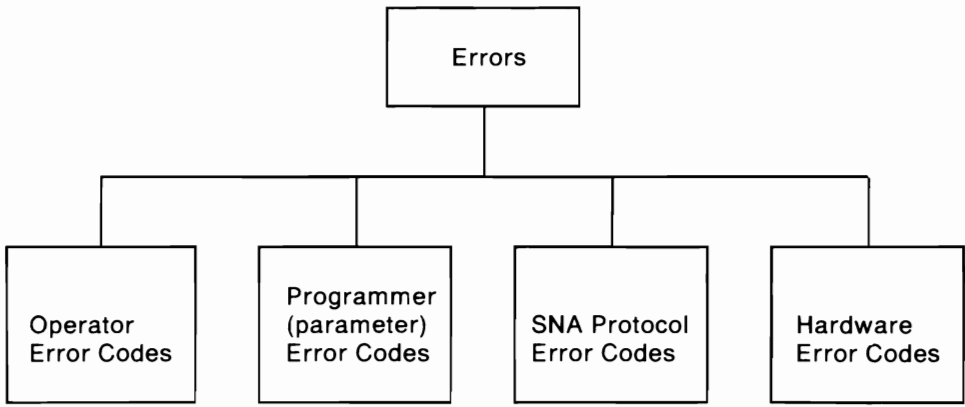 Errors
Operator
Error Codes
Programmer
(parameter)
Error Codes
SNA Protocol
Error Codes
Hardware
Error Codes